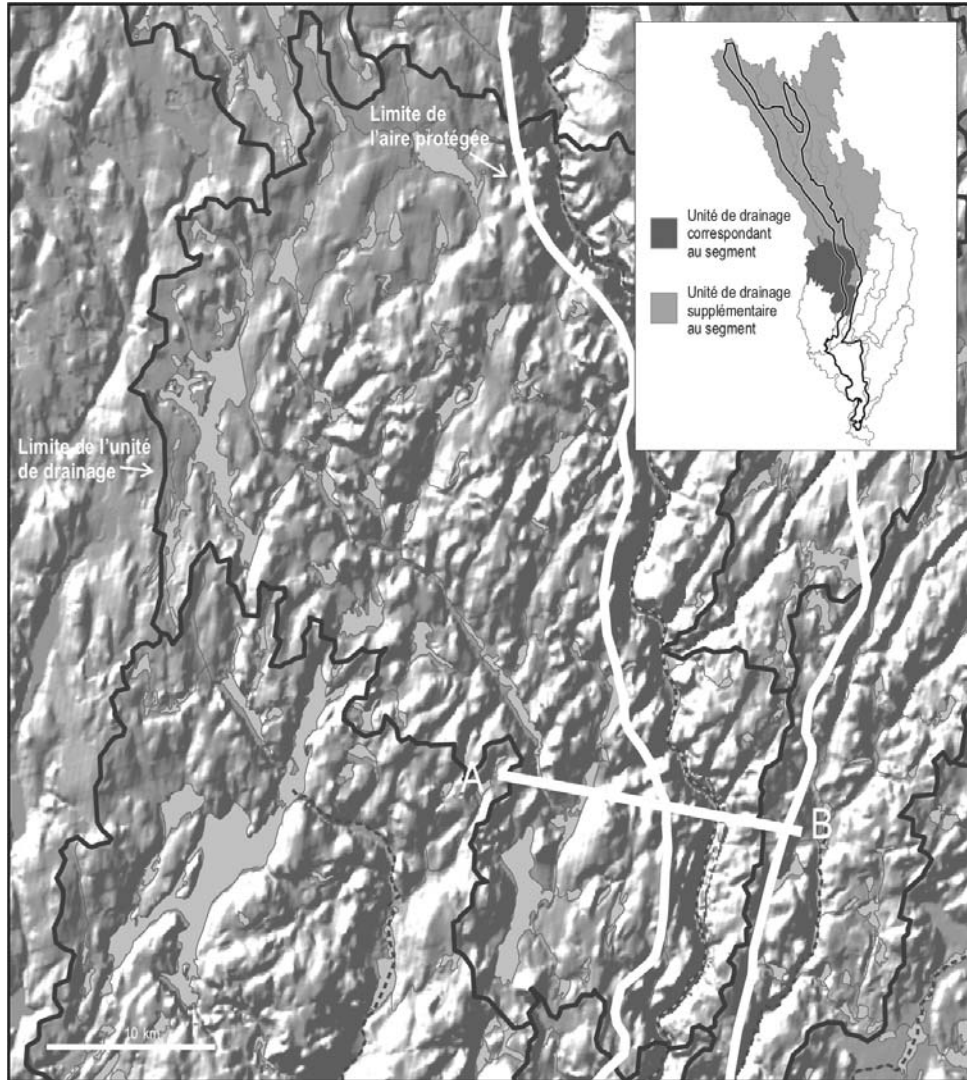 Limite de
l'aire protégée
Unité de drainage
correspondant
au segment
Unité de drainage
supplémentaire
au segment
Limite de l'unité
de drainage
A
B
10 km